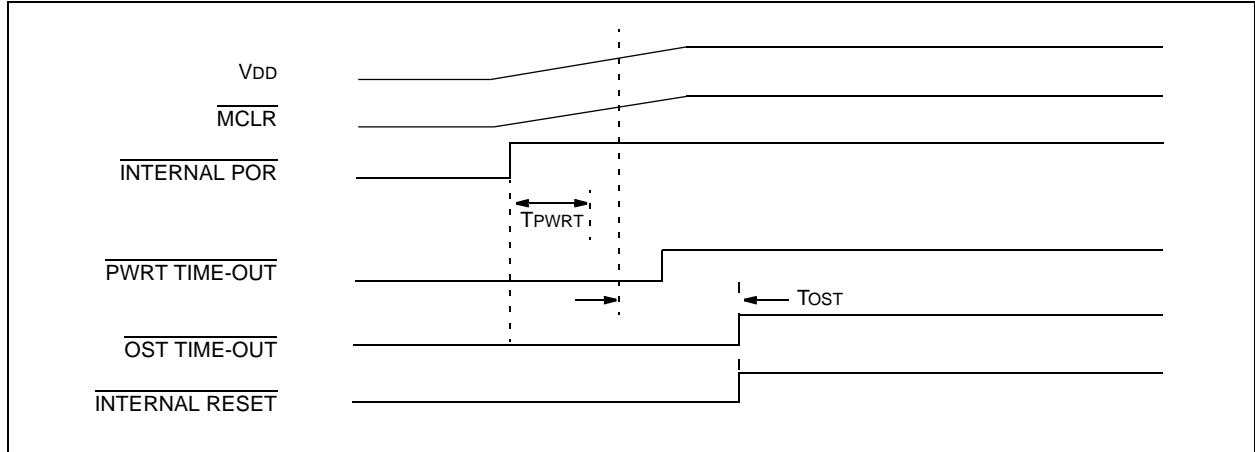 VDD
MCLR
INTERNAL POR
TPWRT
PWRT TIME-OUT
TOST
OST TIME-OUT
INTERNAL RESET